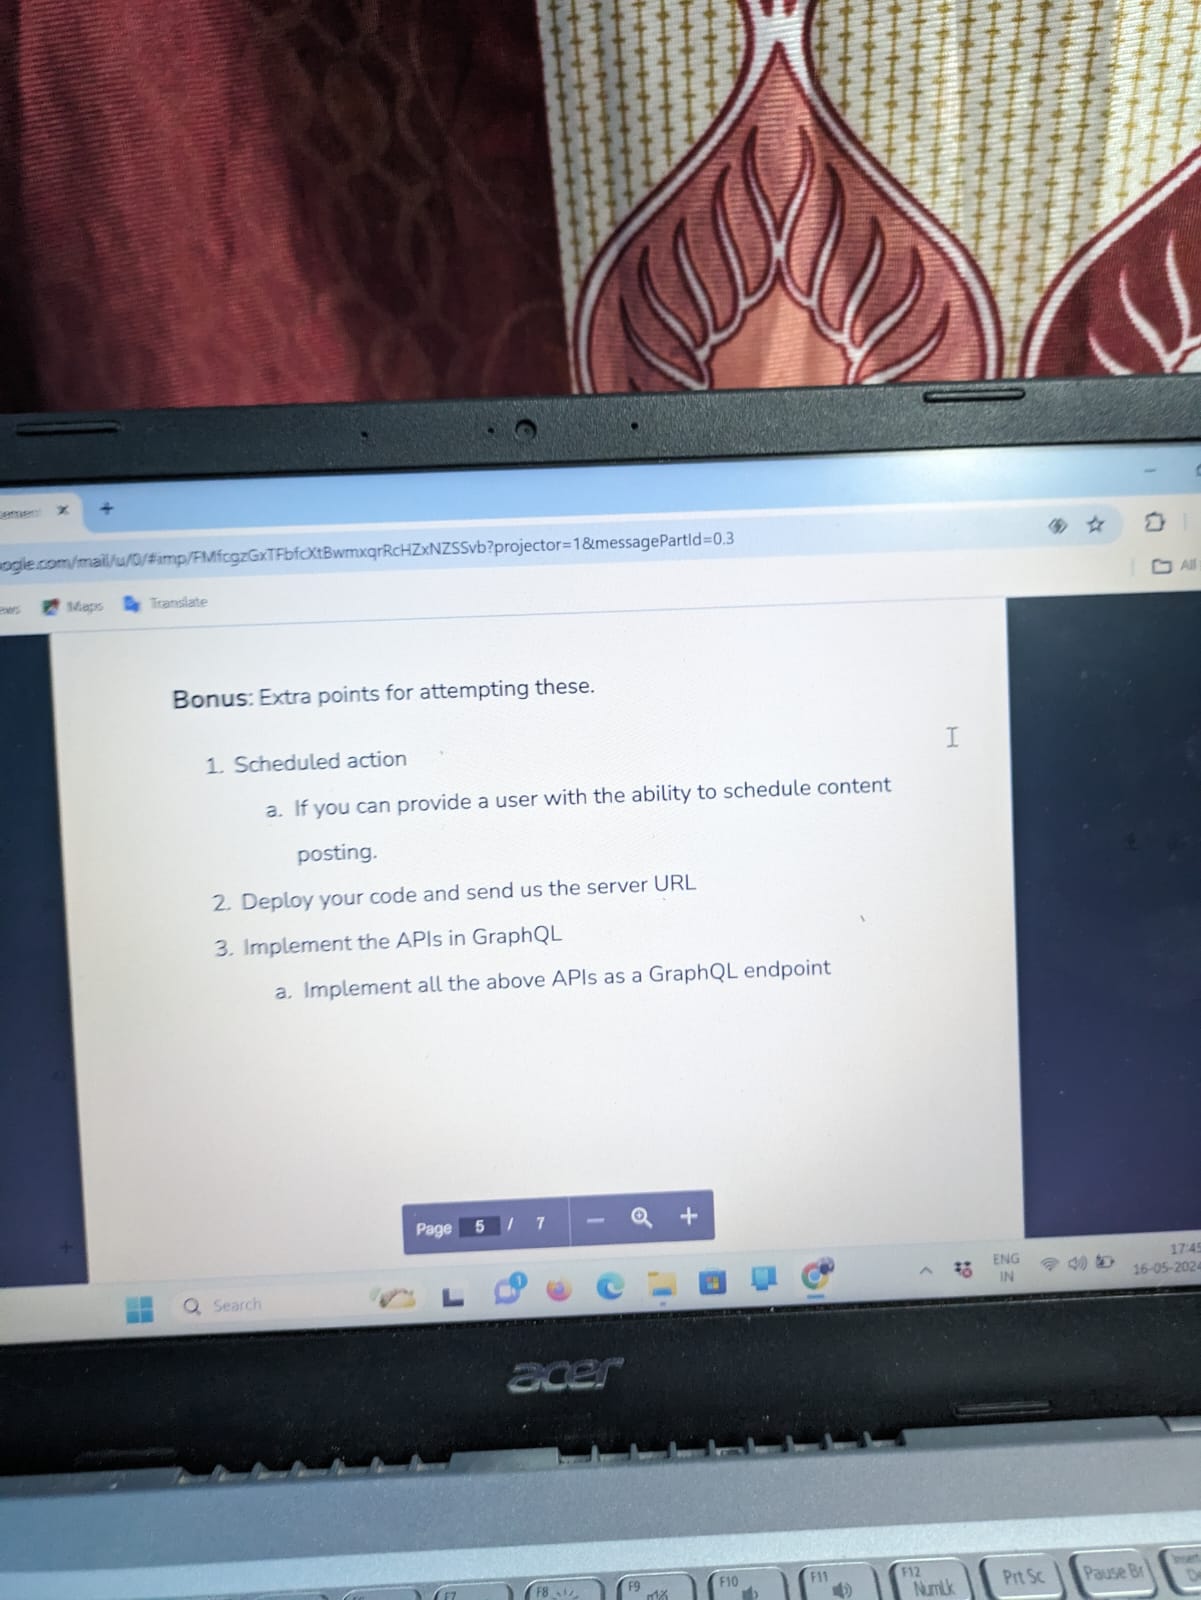 ogle.com/mail/u/0/#imp/FMfcgzGxTFbfcXtBwmxqrRcHZxNZSSvb?projector=1&messagePartId=0.3
All
Maps
Translate
Bonus: Extra points for attempting these.
1. Scheduled action
a. If you can provide a user with the ability to schedule content
posting.
2. Deploy your code and send us the server URL
3. Implement the APIs in GraphQL
a. Implement all the above APIs as a GraphQL endpoint
Page 5 / 7
Search
1
ENG
IN
17:45
16-05-2024
acer
F7
F8
F9
F10
F11
F12
NumLk
Prt Sc
Pause Br